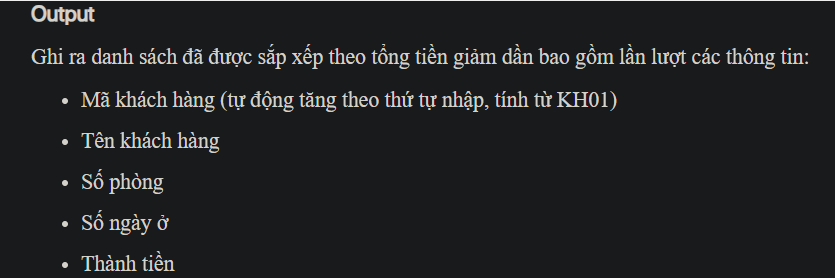 Output
Ghi ra danh sách đã được sắp xếp theo tổng tiền giảm dần bao gồm lần lượt các thông tin:
• Mã khách hàng (tự động tăng theo thứ tự nhập, tính từ KH01)
• Tên khách hàng
• Số phòng
• Số ngày ở
• Thành tiền